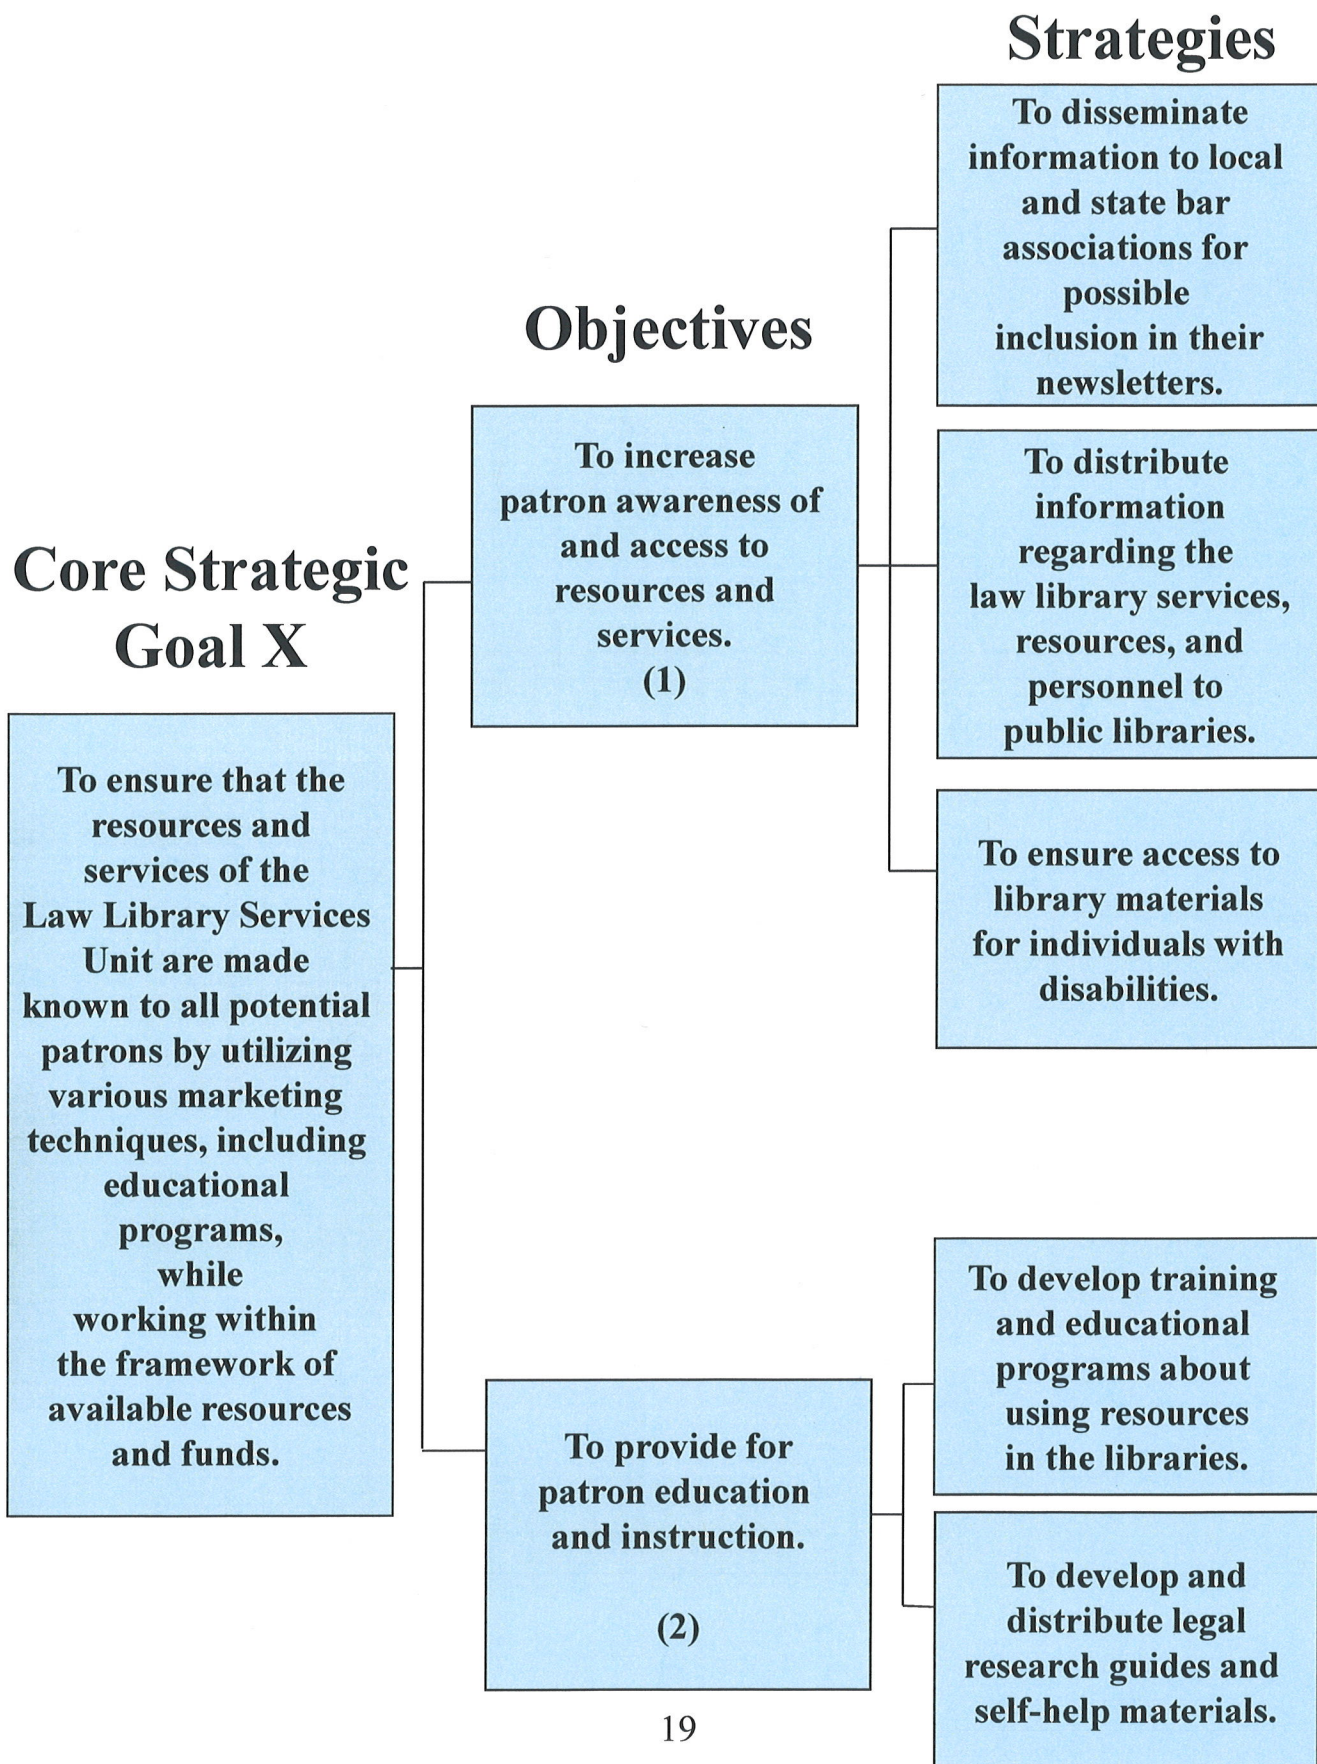 Strategies
To disseminate
information to local
and state bar
associations for
possible
inclusion in their
newsletters.
Objectives
To increase
patron awareness of
and access to
resources and
services.
(1)
To distribute
information
regarding the
law library services,
resources, and
personnel to
public libraries.
Core Strategic
Goal X
To ensure that the
resources and
services of the
Law Library Services
Unit are made
known to all potential
patrons by utilizing
various marketing
techniques, including
educational
programs,
while
working within
the framework of
available resources
and funds.
To ensure access to
library materials
for individuals with
disabilities.
To develop training
and educational
programs about
using resources
in the libraries.
To provide for
patron education
and instruction.
(2)
To develop and
distribute legal
research guides and
self-help materials.
19